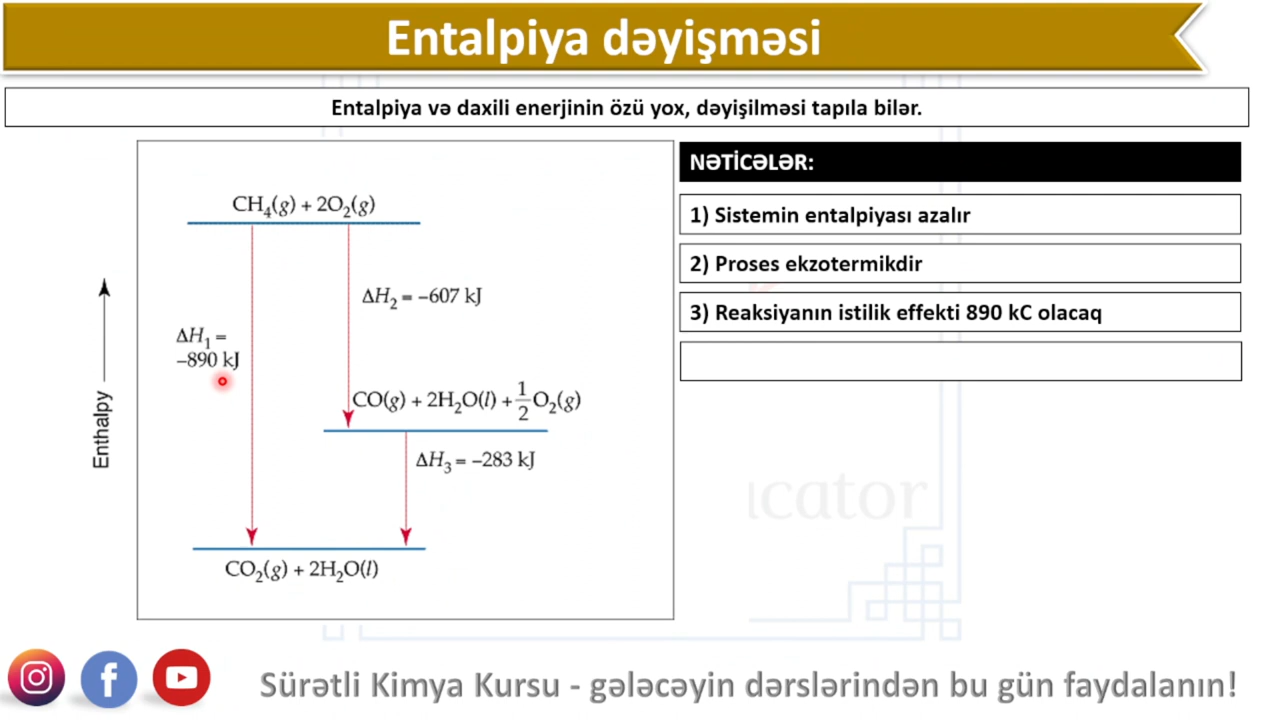 Entalpiya dəyişməsi
Entalpiya və daxili enerjinin özü yox, dəyişilməsi tapıla bilər.
CH₄(g) + 2O₂(g)
ΔH₂ = −607 kJ
ΔH₁ =
−890 kJ
CO(g) + 2H₂O(l) + 1/2 O₂(g)
ΔH₃ = −283 kJ
CO₂(g) + 2H₂O(l)
Enthalpy
NƏTİCƏLƏR:
1) Sistemin entalpiyası azalır
2) Proses ekzotermikdir
3) Reaksiyanın istilik effekti 890 kC olacaq
icator
Sürətli Kimya Kursu - gələcəyin dərslərindən bu gün faydalanın!